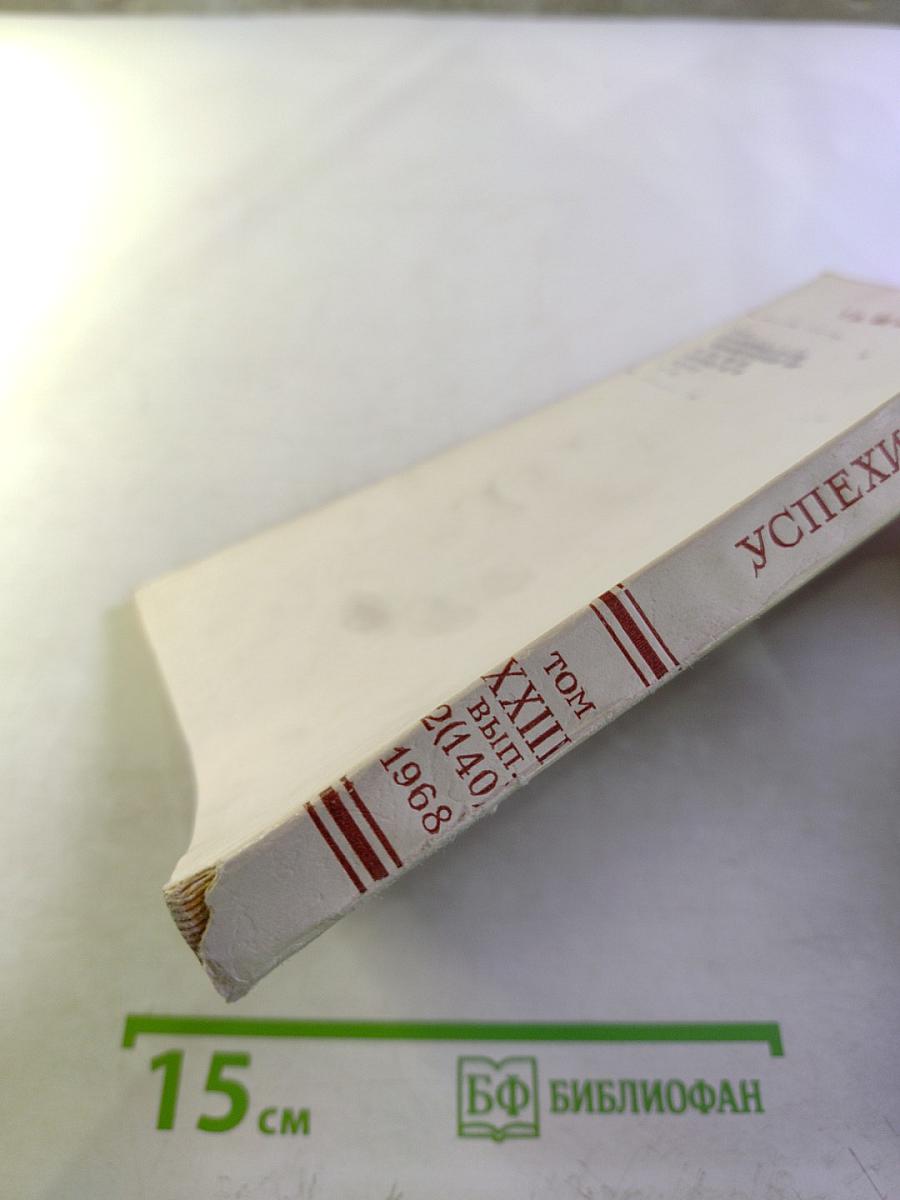 УСПЕХИ
ТОМ
XXIII
ВЫП.
2(140)
1968
15 см
БФ БИБЛИОФАН